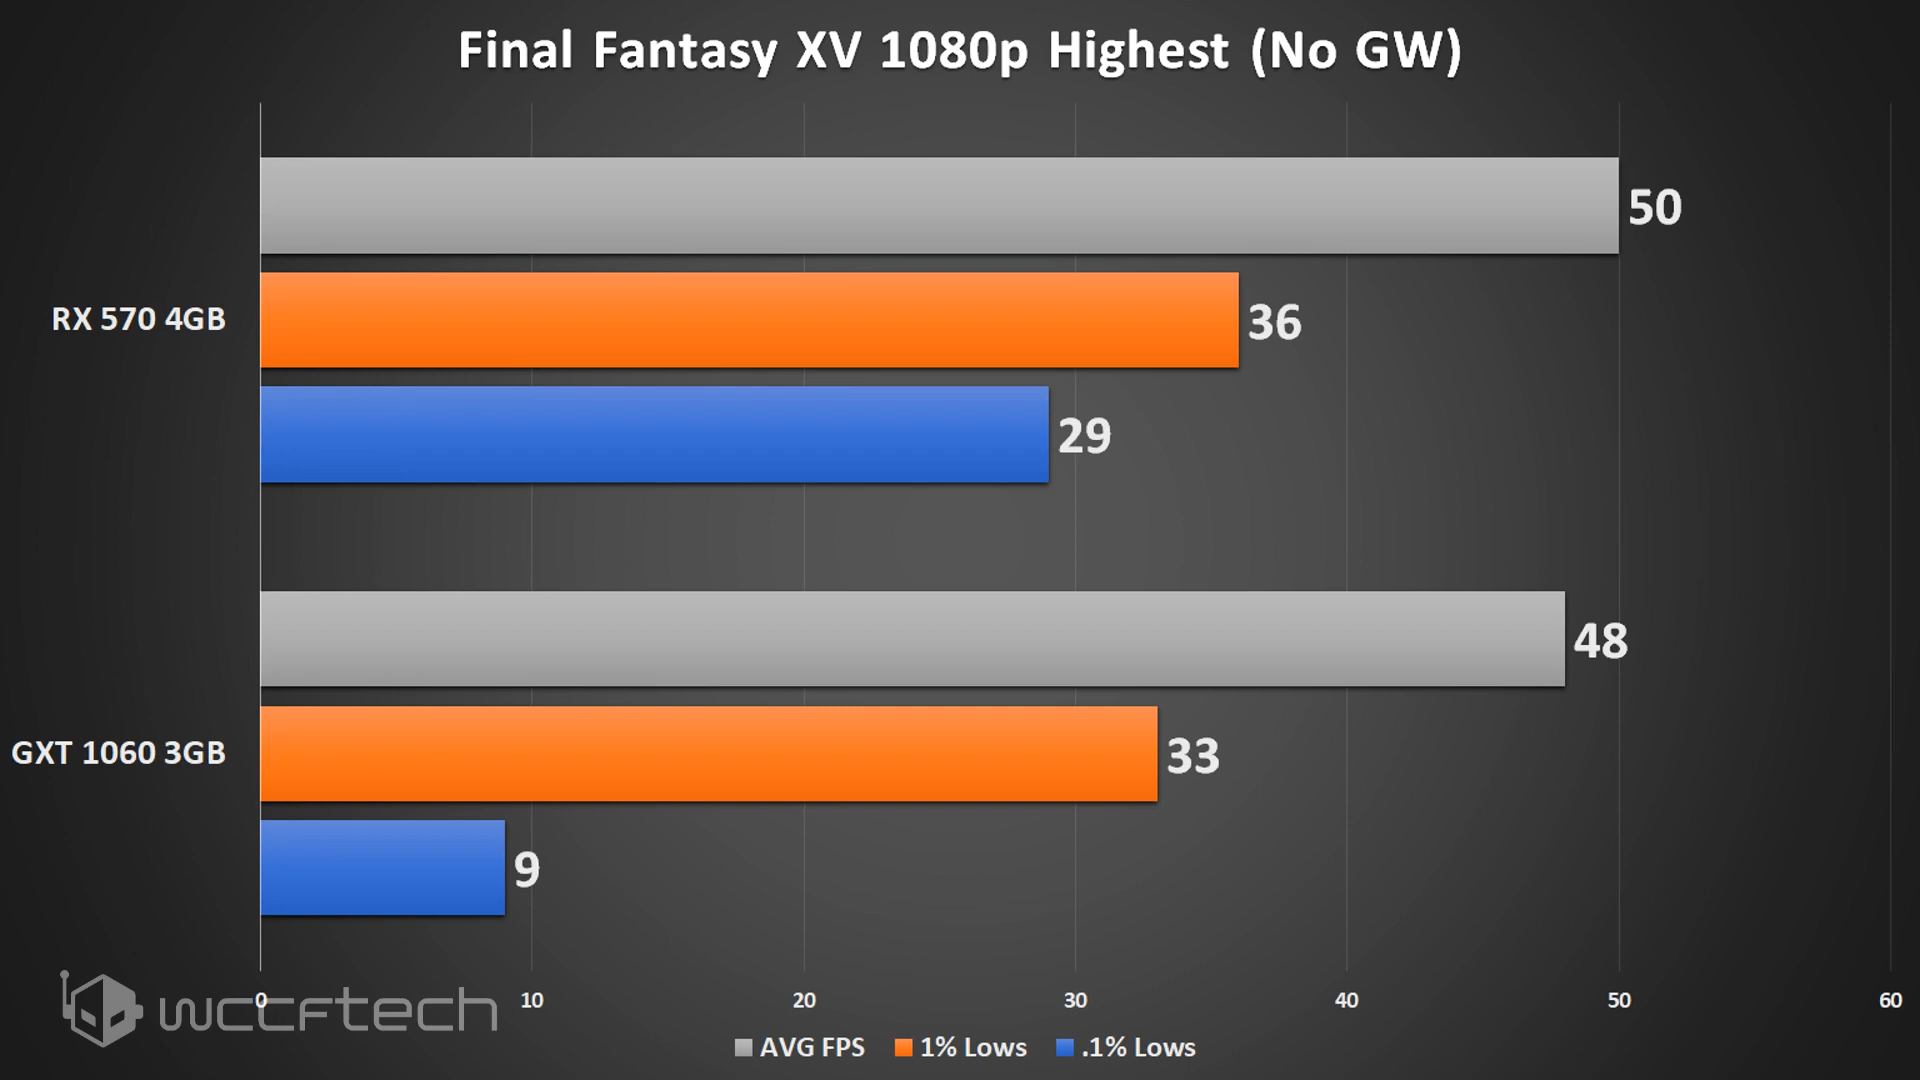 Final Fantasy XV 1080p Highest (No GW)
50
RX 570 4GB
36
29
48
GXT 1060 3GB
33
9
0 10 20 30 40 50 60
wccftech
AVG FPS 1% Lows .1% Lows